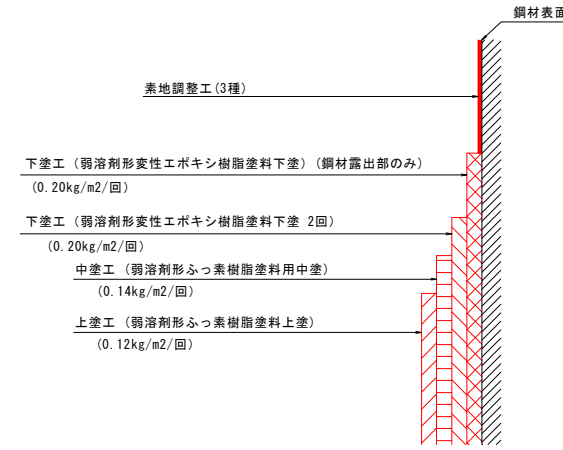 鋼材表面
素地調整工(3種)
下塗工（弱溶剤形変性エポキシ樹脂塗料下塗）(鋼材露出部のみ)
(0.20kg/m2/回)
下塗工（弱溶剤形変性エポキシ樹脂塗料下塗 2回）
(0.20kg/m2/回)
中塗工（弱溶剤形ふっ素樹脂塗料用中塗）
(0.14kg/m2/回)
上塗工（弱溶剤形ふっ素樹脂塗料上塗）
(0.12kg/m2/回)